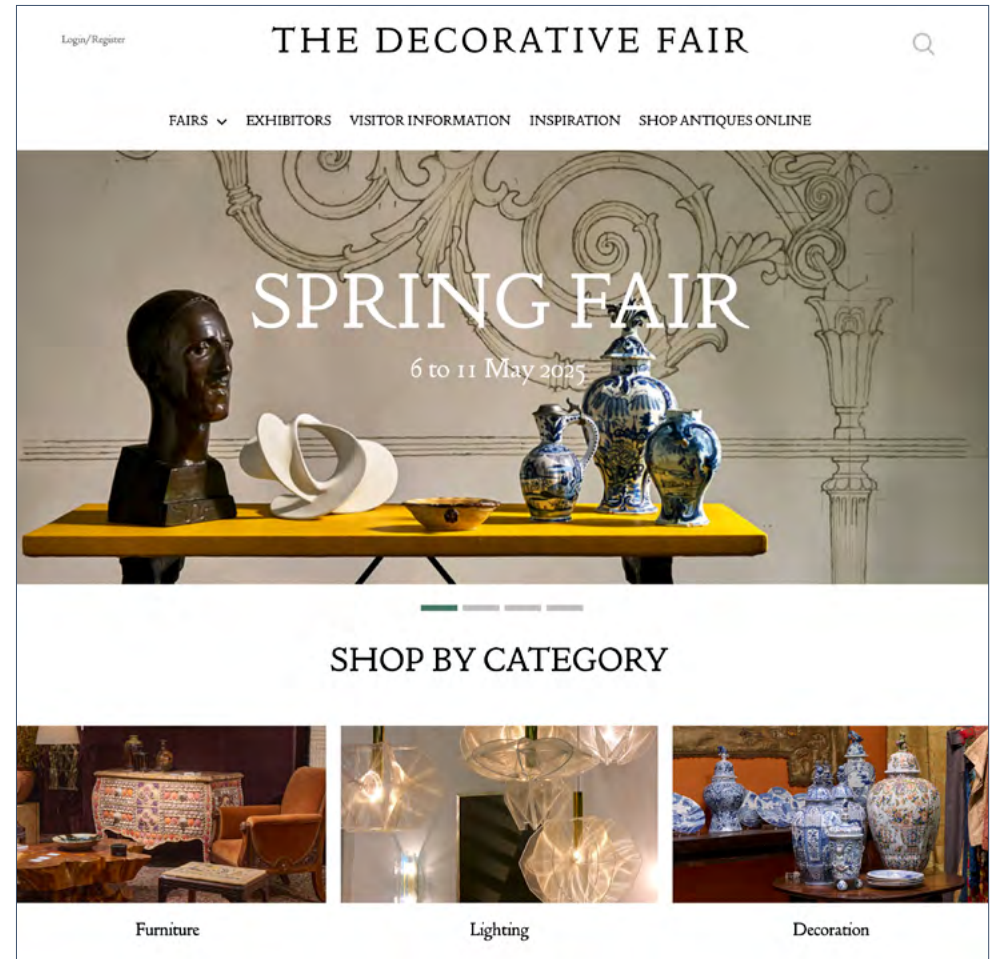 Login/Register
THE DECORATIVE FAIR
FAIRS EXHIBITORS VISITOR INFORMATION INSPIRATION SHOP ANTIQUES ONLINE
SPRING FAIR
6 to 11 May 2025
SHOP BY CATEGORY
Furniture Lighting Decoration